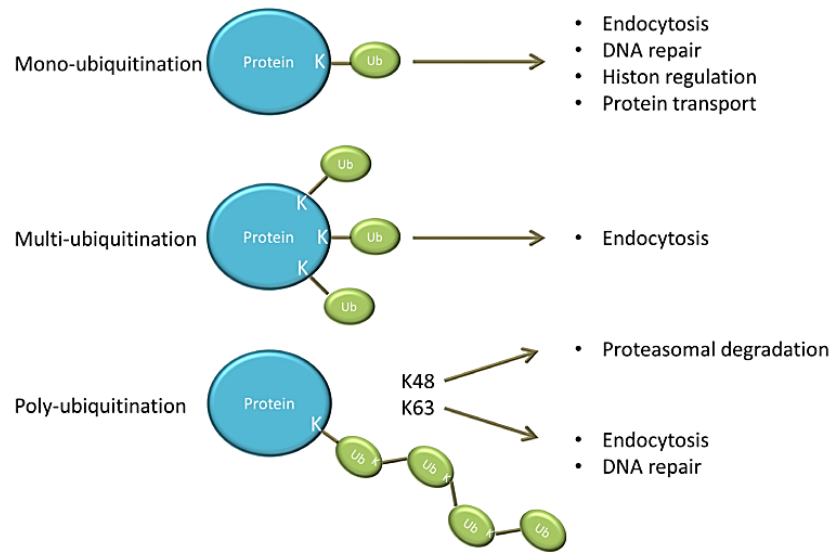 Mono-ubiquitination
Protein K Ub
• Endocytosis
• DNA repair
• Histon regulation
• Protein transport
Multi-ubiquitination
Protein
K Ub
K Ub
K Ub
• Endocytosis
Poly-ubiquitination
Protein
K
Ub K
Ub K
Ub K
Ub
K48
K63
• Proteasomal degradation
• Endocytosis
• DNA repair